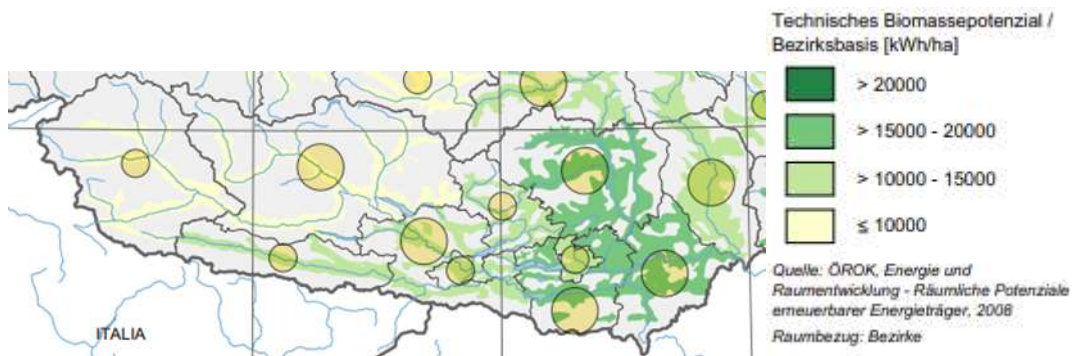 Technisches Biomassepotenzial /
Bezirksbasis [kWh/ha]
> 20000
> 15000 - 20000
> 10000 - 15000
≤ 10000
Quelle: ÖROK, Energie und
Raumentwicklung - Räumliche Potenziale
erneuerbarer Energieträger, 2008
Raumbezug: Bezirke
ITALIA